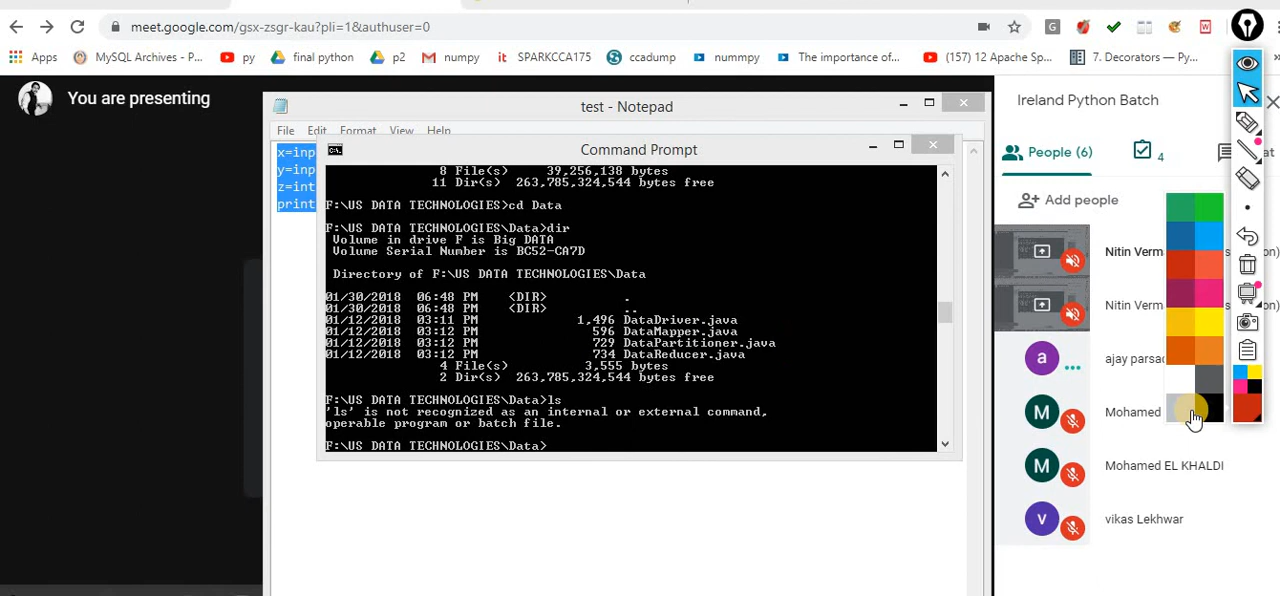 meet.google.com/gsx-zsgr-kau?pli=1&authuser=0
G
W
Apps
MySQL Archives - P...
py
final python
p2
numpy
it SPARKCCA175
ccadump
nummpy
The importance of...
(157) 12 Apache Sp...
7. Decorators — Py...
You are presenting
test - Notepad
File Edit Format View Help
x=inp
y=inp
z=int
print
Command Prompt
8 File(s) 39,256,138 bytes
11 Dir(s) 263,785,324,544 bytes free
F:\US DATA TECHNOLOGIES>cd Data
F:\US DATA TECHNOLOGIES\Data>dir
Volume in drive F is Big DATA
Volume Serial Number is BC52-CA7D
Directory of F:\US DATA TECHNOLOGIES\Data
01/30/2018 06:48 PM <DIR> .
01/30/2018 06:48 PM <DIR> ..
01/12/2018 03:11 PM 1,496 DataDriver.java
01/12/2018 03:12 PM 596 DataMapper.java
01/12/2018 03:12 PM 729 DataPartitioner.java
01/12/2018 03:12 PM 734 DataReducer.java
4 File(s) 3,555 bytes
2 Dir(s) 263,785,324,544 bytes free
F:\US DATA TECHNOLOGIES\Data>ls
'ls' is not recognized as an internal or external command,
operable program or batch file.
F:\US DATA TECHNOLOGIES\Data>
Ireland Python Batch
People (6)
4
Add people
Nitin Verm
Nitin Verm
a ajay parsad
M Mohamed
M Mohamed EL KHALDI
v vikas Lekhwar